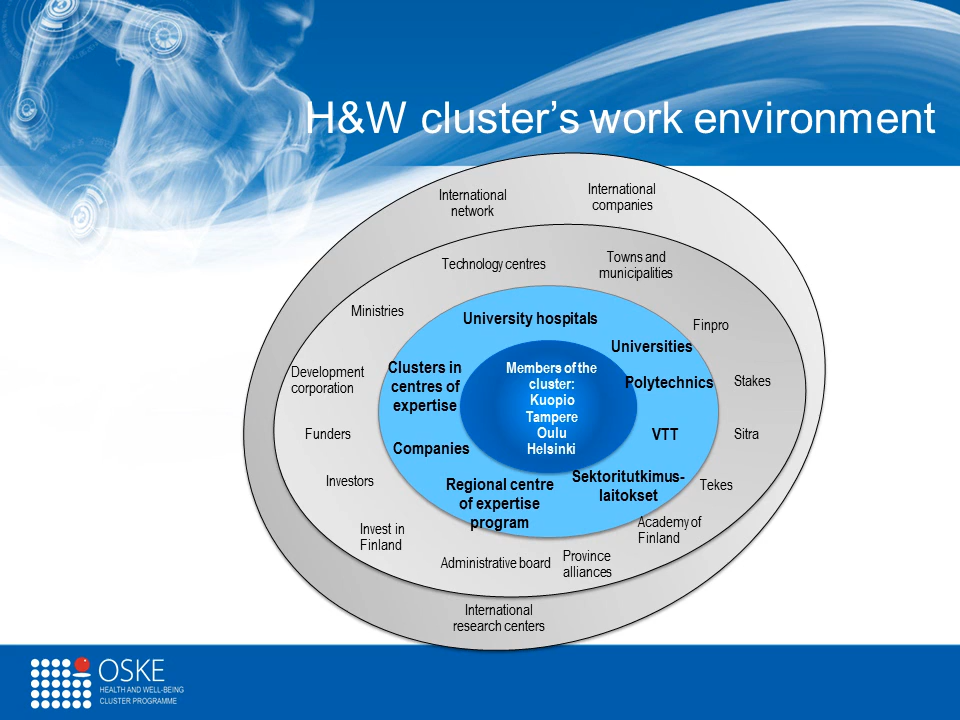 H&W cluster's work environment
International
network
International
companies
Technology centres
Towns and
municipalities
Ministries
University hospitals
Finpro
Universities
Development
corporation
Clusters in
centres of
expertise
Members of the
cluster:
Kuopio
Tampere
Oulu
Helsinki
Polytechnics
Stakes
Funders
Companies
VTT
Sitra
Investors
Regional centre
of expertise
program
Sektoritutkimus-
laitokset
Tekes
Invest in
Finland
Academy of
Finland
Administrative board
Province
alliances
International
research centers
OSKE
HEALTH AND WELL-BEING
CLUSTER PROGRAMME